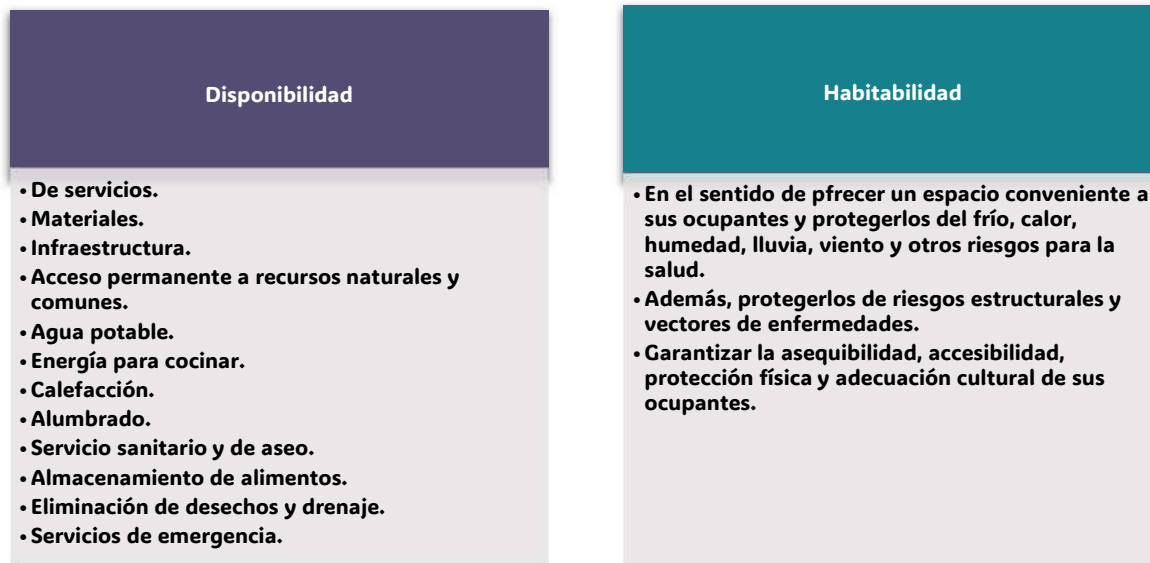 Disponibilidad
• De servicios.
• Materiales.
• Infraestructura.
• Acceso permanente a recursos naturales y
comunes.
• Agua potable.
• Energía para cocinar.
• Calefacción.
• Alumbrado.
• Servicio sanitario y de aseo.
• Almacenamiento de alimentos.
• Eliminación de desechos y drenaje.
• Servicios de emergencia.
Habitabilidad
• En el sentido de pfrecer un espacio conveniente a
sus ocupantes y protegerlos del frío, calor,
humedad, lluvia, viento y otros riesgos para la
salud.
• Además, protegerlos de riesgos estructurales y
vectores de enfermedades.
• Garantizar la asequibilidad, accesibilidad,
protección física y adecuación cultural de sus
ocupantes.